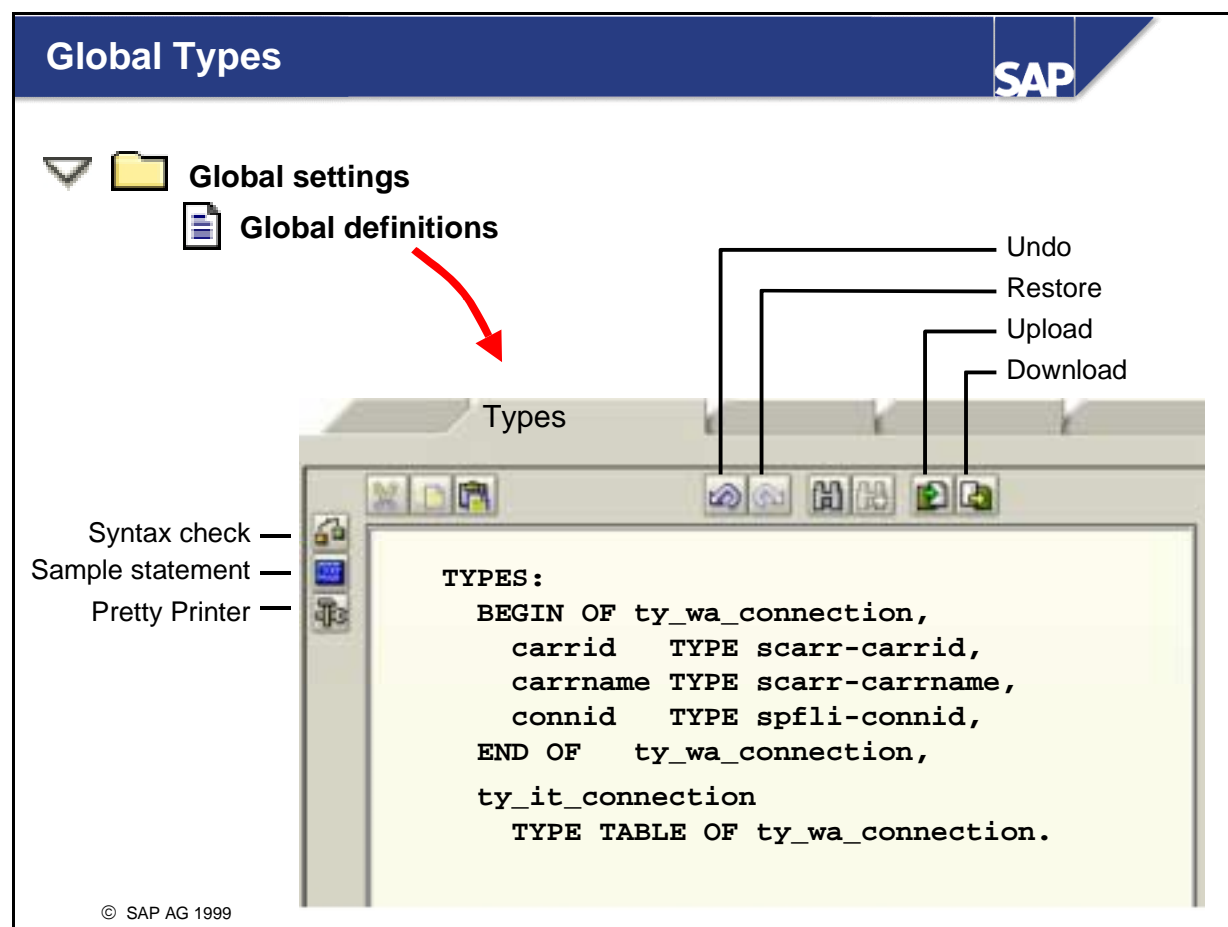 Global Types
SAP
Global settings
Global definitions
Undo
Restore
Upload
Download
Types
Syntax check
Sample statement
Pretty Printer
TYPES:
BEGIN OF ty_wa_connection,
carrid TYPE scarr-carrid,
carrname TYPE scarr-carrname,
connid TYPE spfli-connid,
END OF ty_wa_connection,
ty_it_connection
TYPE TABLE OF ty_wa_connection.
© SAP AG 1999